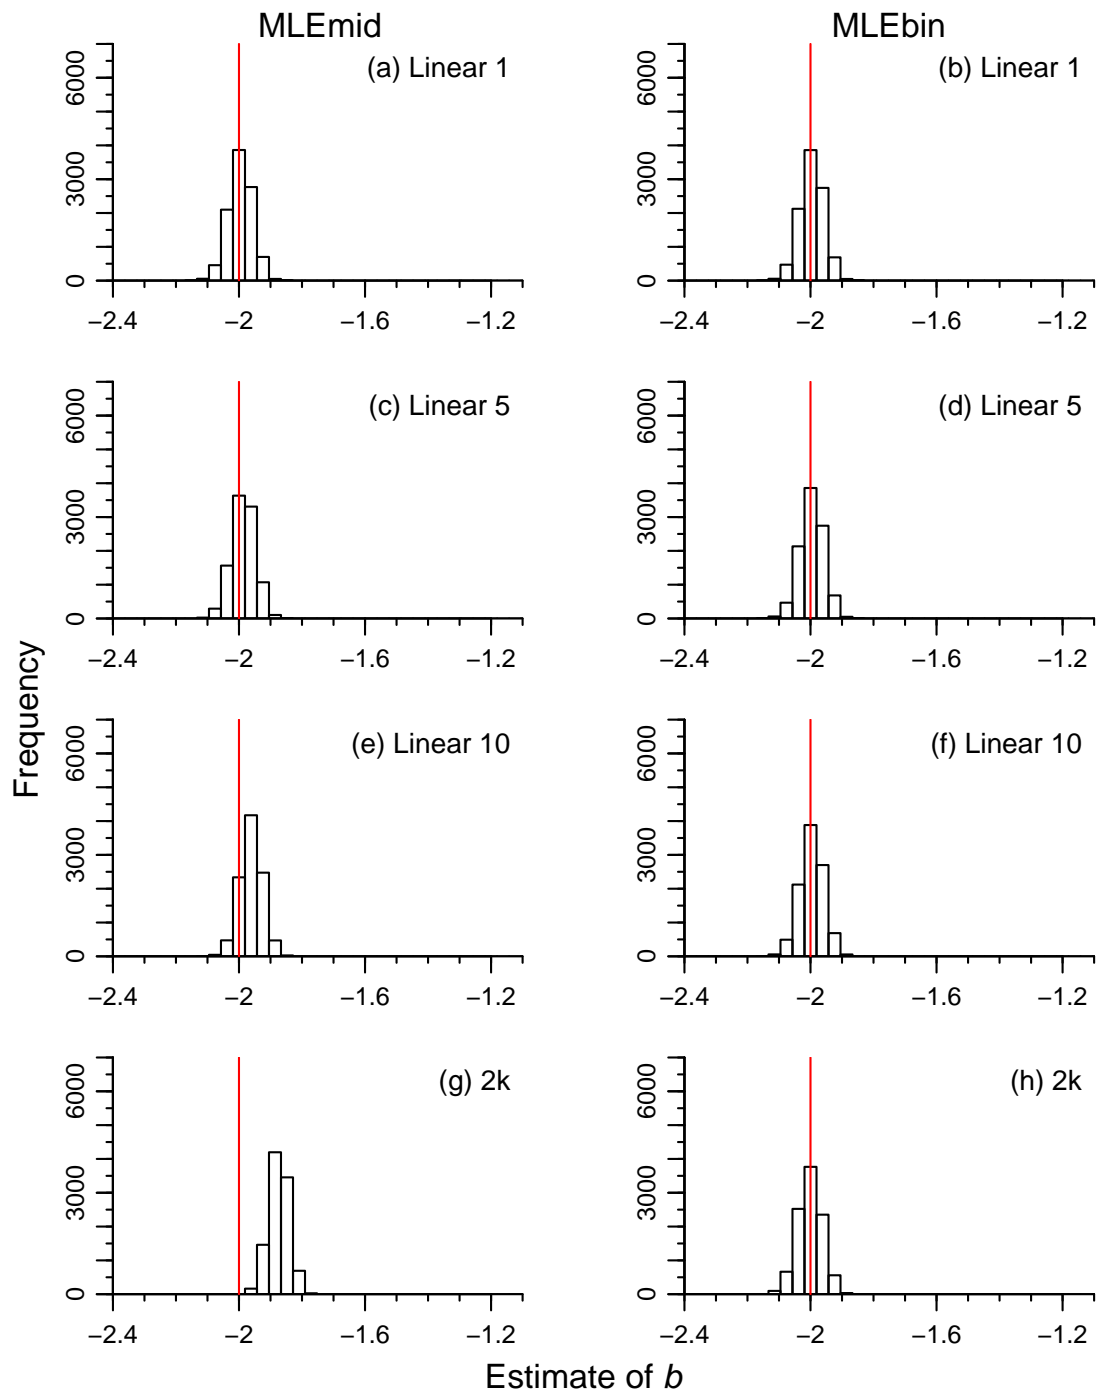 MLEmid MLEbin
(a) Linear 1
(b) Linear 1
0 3000 6000
0 3000 6000
−2.4 −2 −1.6 −1.2
−2.4 −2 −1.6 −1.2
(c) Linear 5
(d) Linear 5
0 3000 6000
0 3000 6000
−2.4 −2 −1.6 −1.2
−2.4 −2 −1.6 −1.2
Frequency
(e) Linear 10
(f) Linear 10
0 3000 6000
0 3000 6000
−2.4 −2 −1.6 −1.2
−2.4 −2 −1.6 −1.2
(g) 2k
(h) 2k
0 3000 6000
0 3000 6000
−2.4 −2 −1.6 −1.2
−2.4 −2 −1.6 −1.2
Estimate of b